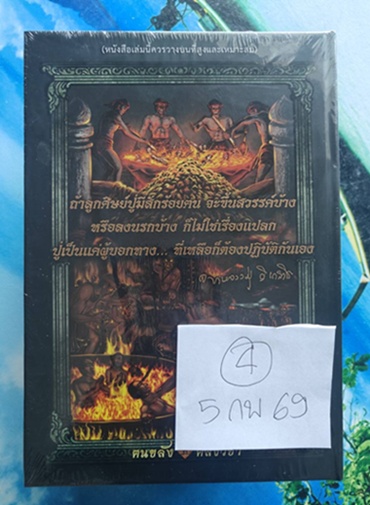 (หนังสือเล่มนี้ควรวางบนที่สูงและเหมาะสม)
ถ้าลูกศิษย์ปู่มีสักร้อยคน จะขึ้นสวรรค์บ้าง
หรือลงนรกบ้าง ก็ไม่ใช่เรื่องแปลก
ปู่เป็นแค่ผู้บอกทาง... ที่เหลือก็ต้องปฏิบัติกันเอง
4
5 กพ 69